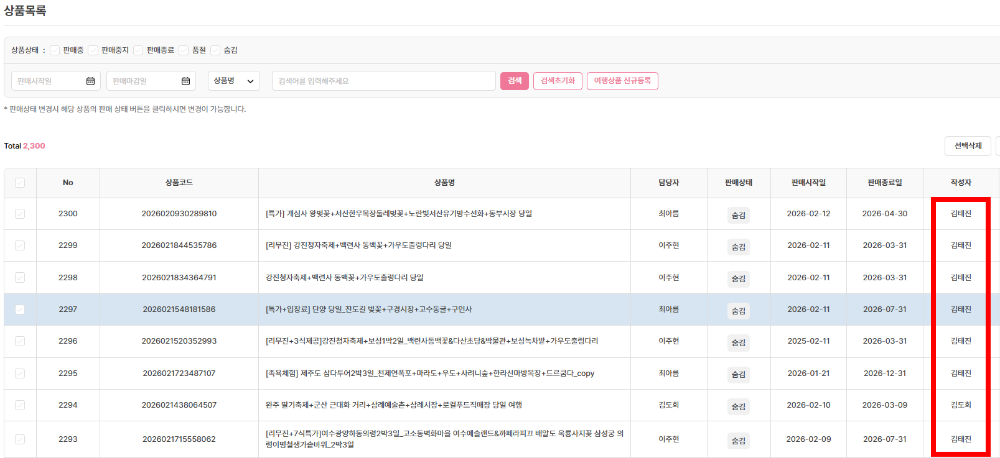 상품목록
상품상태 : 판매중 판매중지 판매종료 품절 숨김
판매시작일 판매마감일 상품명 검색어를 입력해주세요 검색 검색초기화 여행상품 신규등록
* 판매상태 변경시 해당 상품의 판매 상태 버튼을 클릭하시면 변경이 가능합니다.
Total 2,300 선택삭제
No 상품코드 상품명 담당자 판매상태 판매시작일 판매종료일 작성자
2300 2026020930289810 [특가] 개심사 왕벚꽃+서산한우목장둘레벚꽃+노란빛서산유기방수선화+동부시장 당일 최아름 숨김 2026-02-12 2026-04-30 김태진
2299 2026021844535786 [리무진] 강진청자축제+백련사 동백꽃+가우도출렁다리 당일 이주현 숨김 2026-02-11 2026-03-31 김태진
2298 2026021834364791 강진청자축제+백련사 동백꽃+가우도출렁다리 당일 이주현 숨김 2026-02-11 2026-03-31 김태진
2297 2026021548181586 [특가+입장료] 단양 당일_잔도길 벚꽃+구경시장+고수동굴+구인사 최아름 숨김 2026-02-11 2026-07-31 김태진
2296 2026021520352993 [리무진+3식제공]강진청자축제+보성1박2일_백련사동백꽃&다산초당&박물관+보성녹차밭+가우도출렁다리 이주현 숨김 2025-02-11 2026-03-31 김태진
2295 2026021723487107 [족욕체험] 제주도 삼다투어2박3일_천제연폭포+마라도+우도+사려니숲+한라산마방목장+드르쿰다_copy 최아름 숨김 2026-01-21 2026-12-31 김태진
2294 2026021438064507 완주 딸기축제+군산 근대화 거리+삼례예술촌+삼례시장+로컬푸드직매장 당일 여행 김도희 숨김 2026-02-10 2026-03-09 김도희
2293 2026021715558062 [리무진+7식특가]여수광양하동의령2박3일_고소동벽화마을 여수예술랜드&까페라피끄 배알도 옥룡사지꽃 삼성궁 의
령이병철생가솥바위_2박3일 이주현 숨김 2026-02-09 2026-07-31 김태진